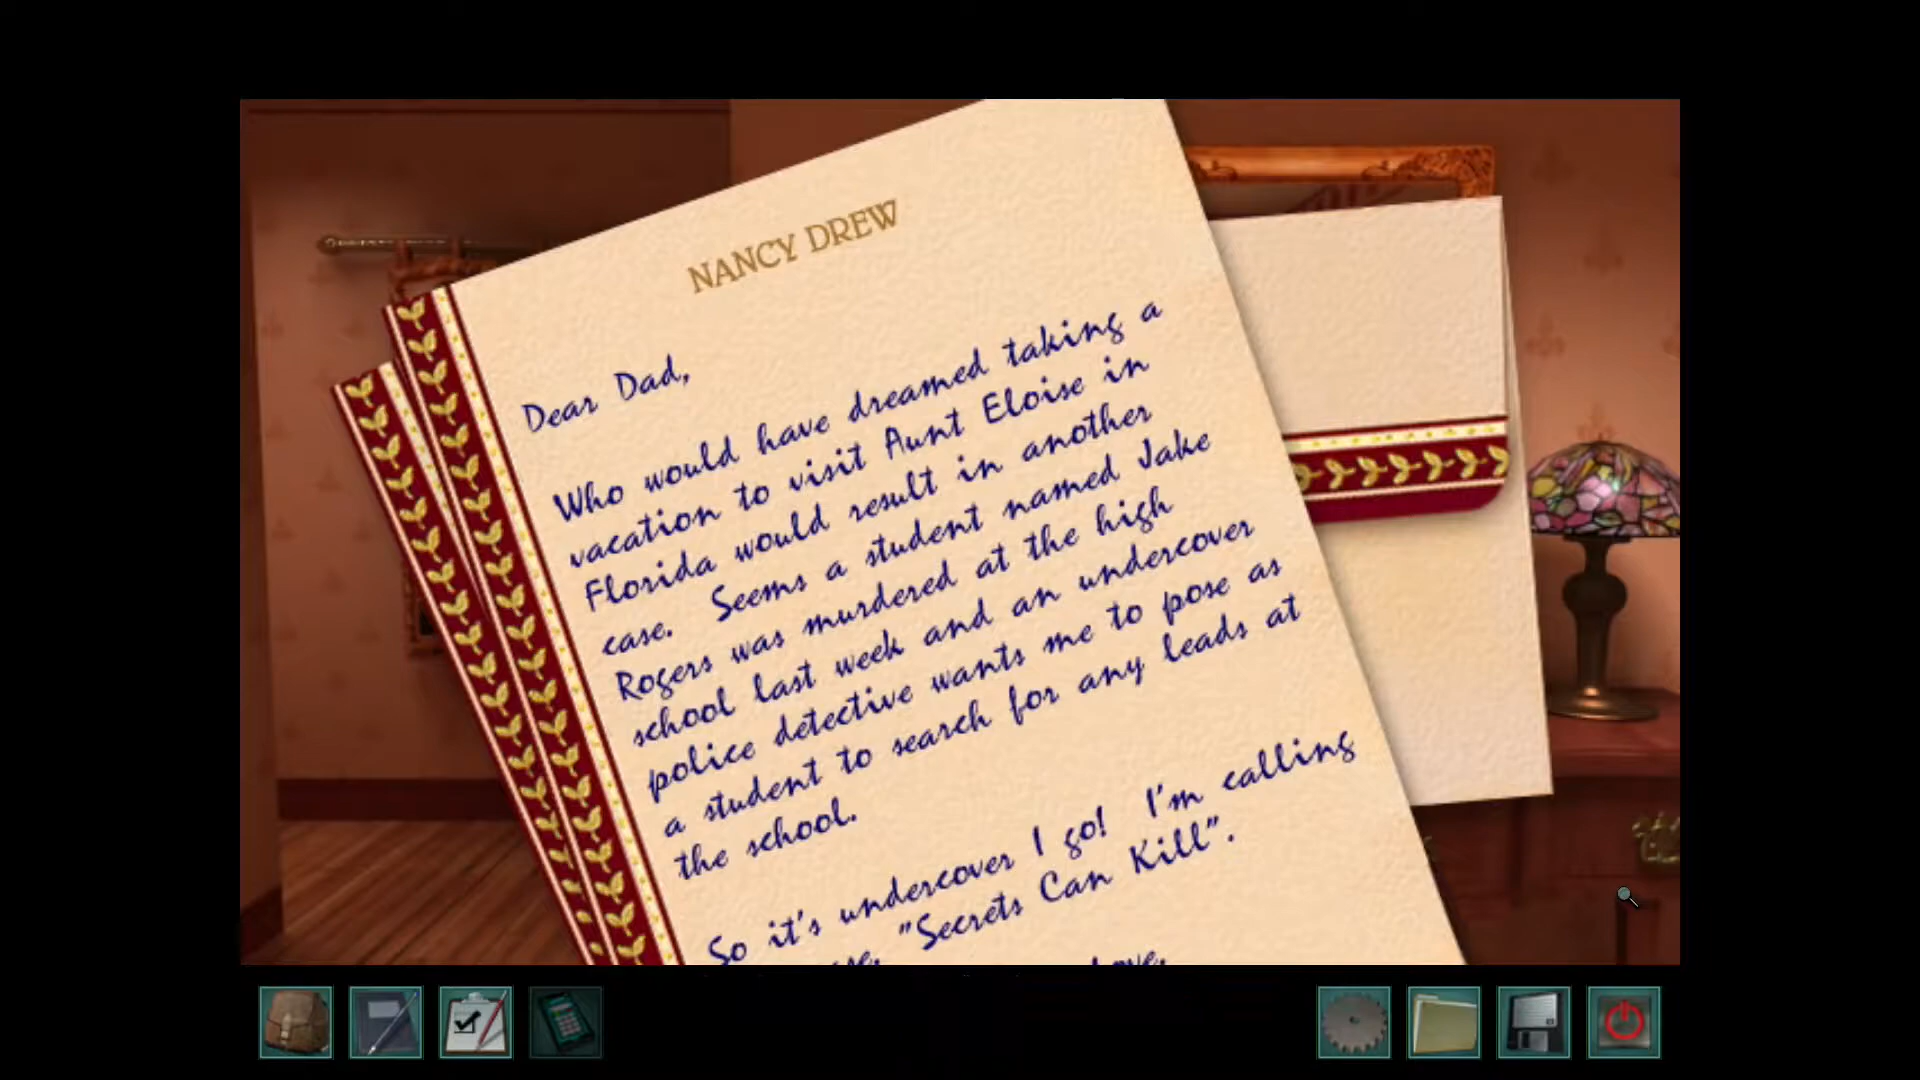 NANCY DREW
Dear Dad,
Who would have dreamed taking a
vacation to visit Aunt Eloise in
Florida would result in another
case. Seems a student named Jake
Rogers was murdered at the high
school last week and an undercover
police detective wants me to pose as
a student to search for any leads at
the school.
So it's undercover I go! I'm calling
"Secrets Can Kill".